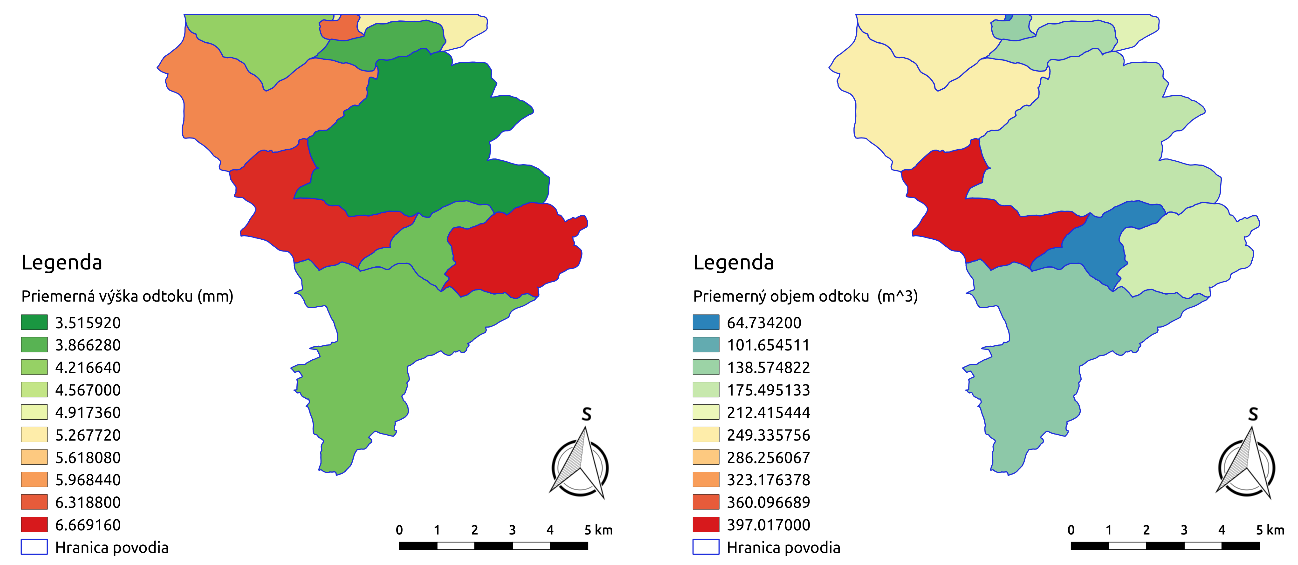 Legenda
Priemerná výška odtoku (mm)
3.515920
3.866280
4.216640
4.567000
4.917360
5.267720
5.618080
5.968440
6.318800
6.669160
Hranica povodia
S
0 1 2 3 4 5 km
Legenda
Priemerný objem odtoku (m^3)
64.734200
101.654511
138.574822
175.495133
212.415444
249.335756
286.256067
323.176378
360.096689
397.017000
Hranica povodia
S
0 1 2 3 4 5 km